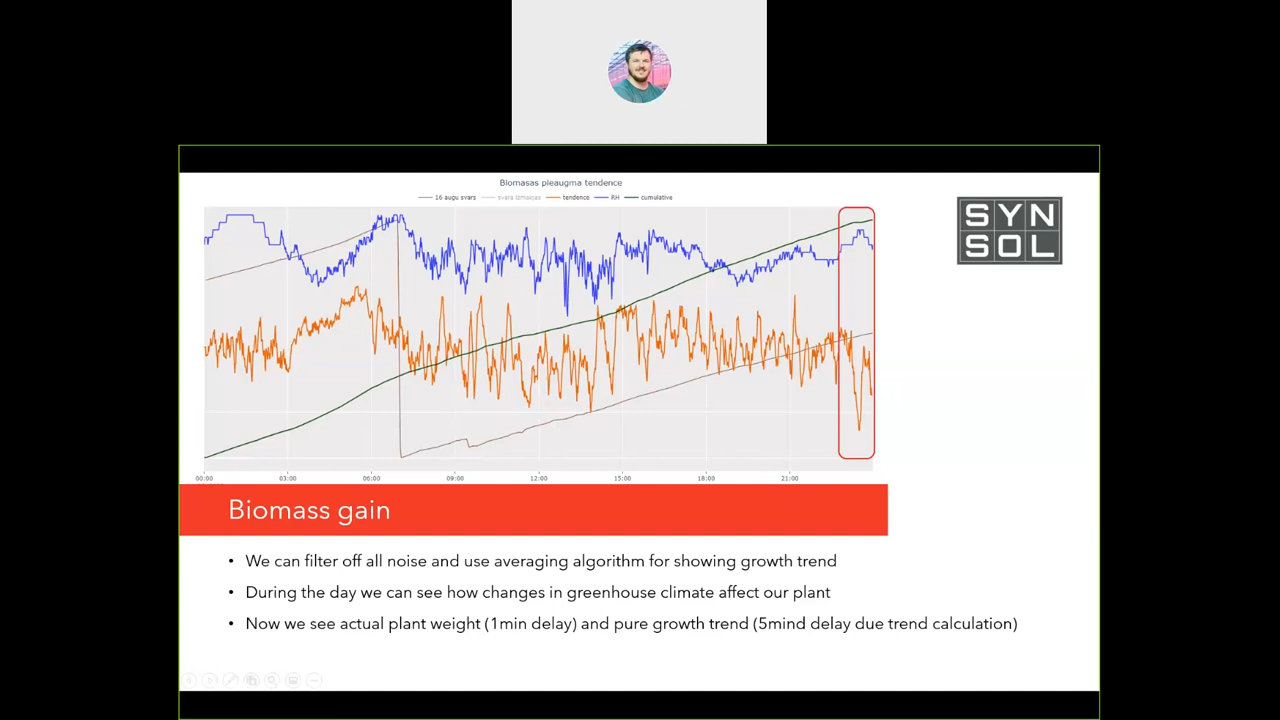 Biomasas pieauguma tendence
16 augu svars svara izmaiņas tendence RH cumulative
SYN
SOL
00:00 03:00 06:00 09:00 12:00 15:00 18:00 21:00
Biomass gain
• We can filter off all noise and use averaging algorithm for showing growth trend
• During the day we can see how changes in greenhouse climate affect our plant
• Now we see actual plant weight (1min delay) and pure growth trend (5mind delay due trend calculation)